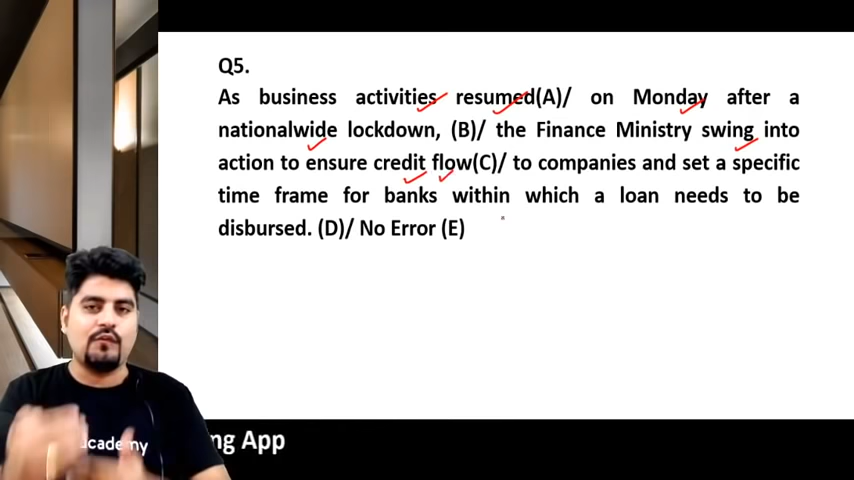 Q5.
As business activities resumed(A)/ on Monday after a
nationalwide lockdown, (B)/ the Finance Ministry swing into
action to ensure credit flow(C)/ to companies and set a specific
time frame for banks within which a loan needs to be
disbursed. (D)/ No Error (E)
cademy
ng App